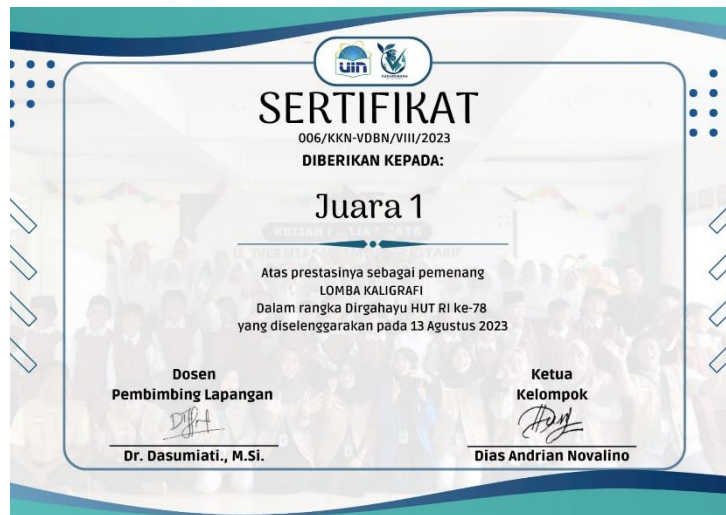 uin
SERTIFIKAT
006/KKN-VDBN/VIII/2023
DIBERIKAN KEPADA:
Juara 1
Atas prestasinya sebagai pemenang
LOMBA KALIGRAFI
Dalam rangka Dirgahayu HUT RI ke-78
yang diselenggarakan pada 13 Agustus 2023
Dosen
Pembimbing Lapangan
Dr. Dasumiati., M.Si.
Ketua
Kelompok
Dias Andrian Novalino